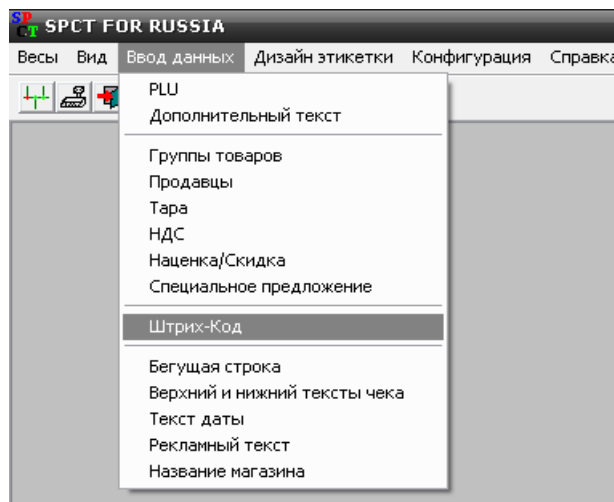 SPCT FOR RUSSIA
Весы Вид Ввод данных Дизайн этикетки Конфигурация Справка
PLU
Дополнительный текст
Группы товаров
Продавцы
Тара
НДС
Наценка/Скидка
Специальное предложение
Штрих-Код
Бегущая строка
Верхний и нижний тексты чека
Текст даты
Рекламный текст
Название магазина